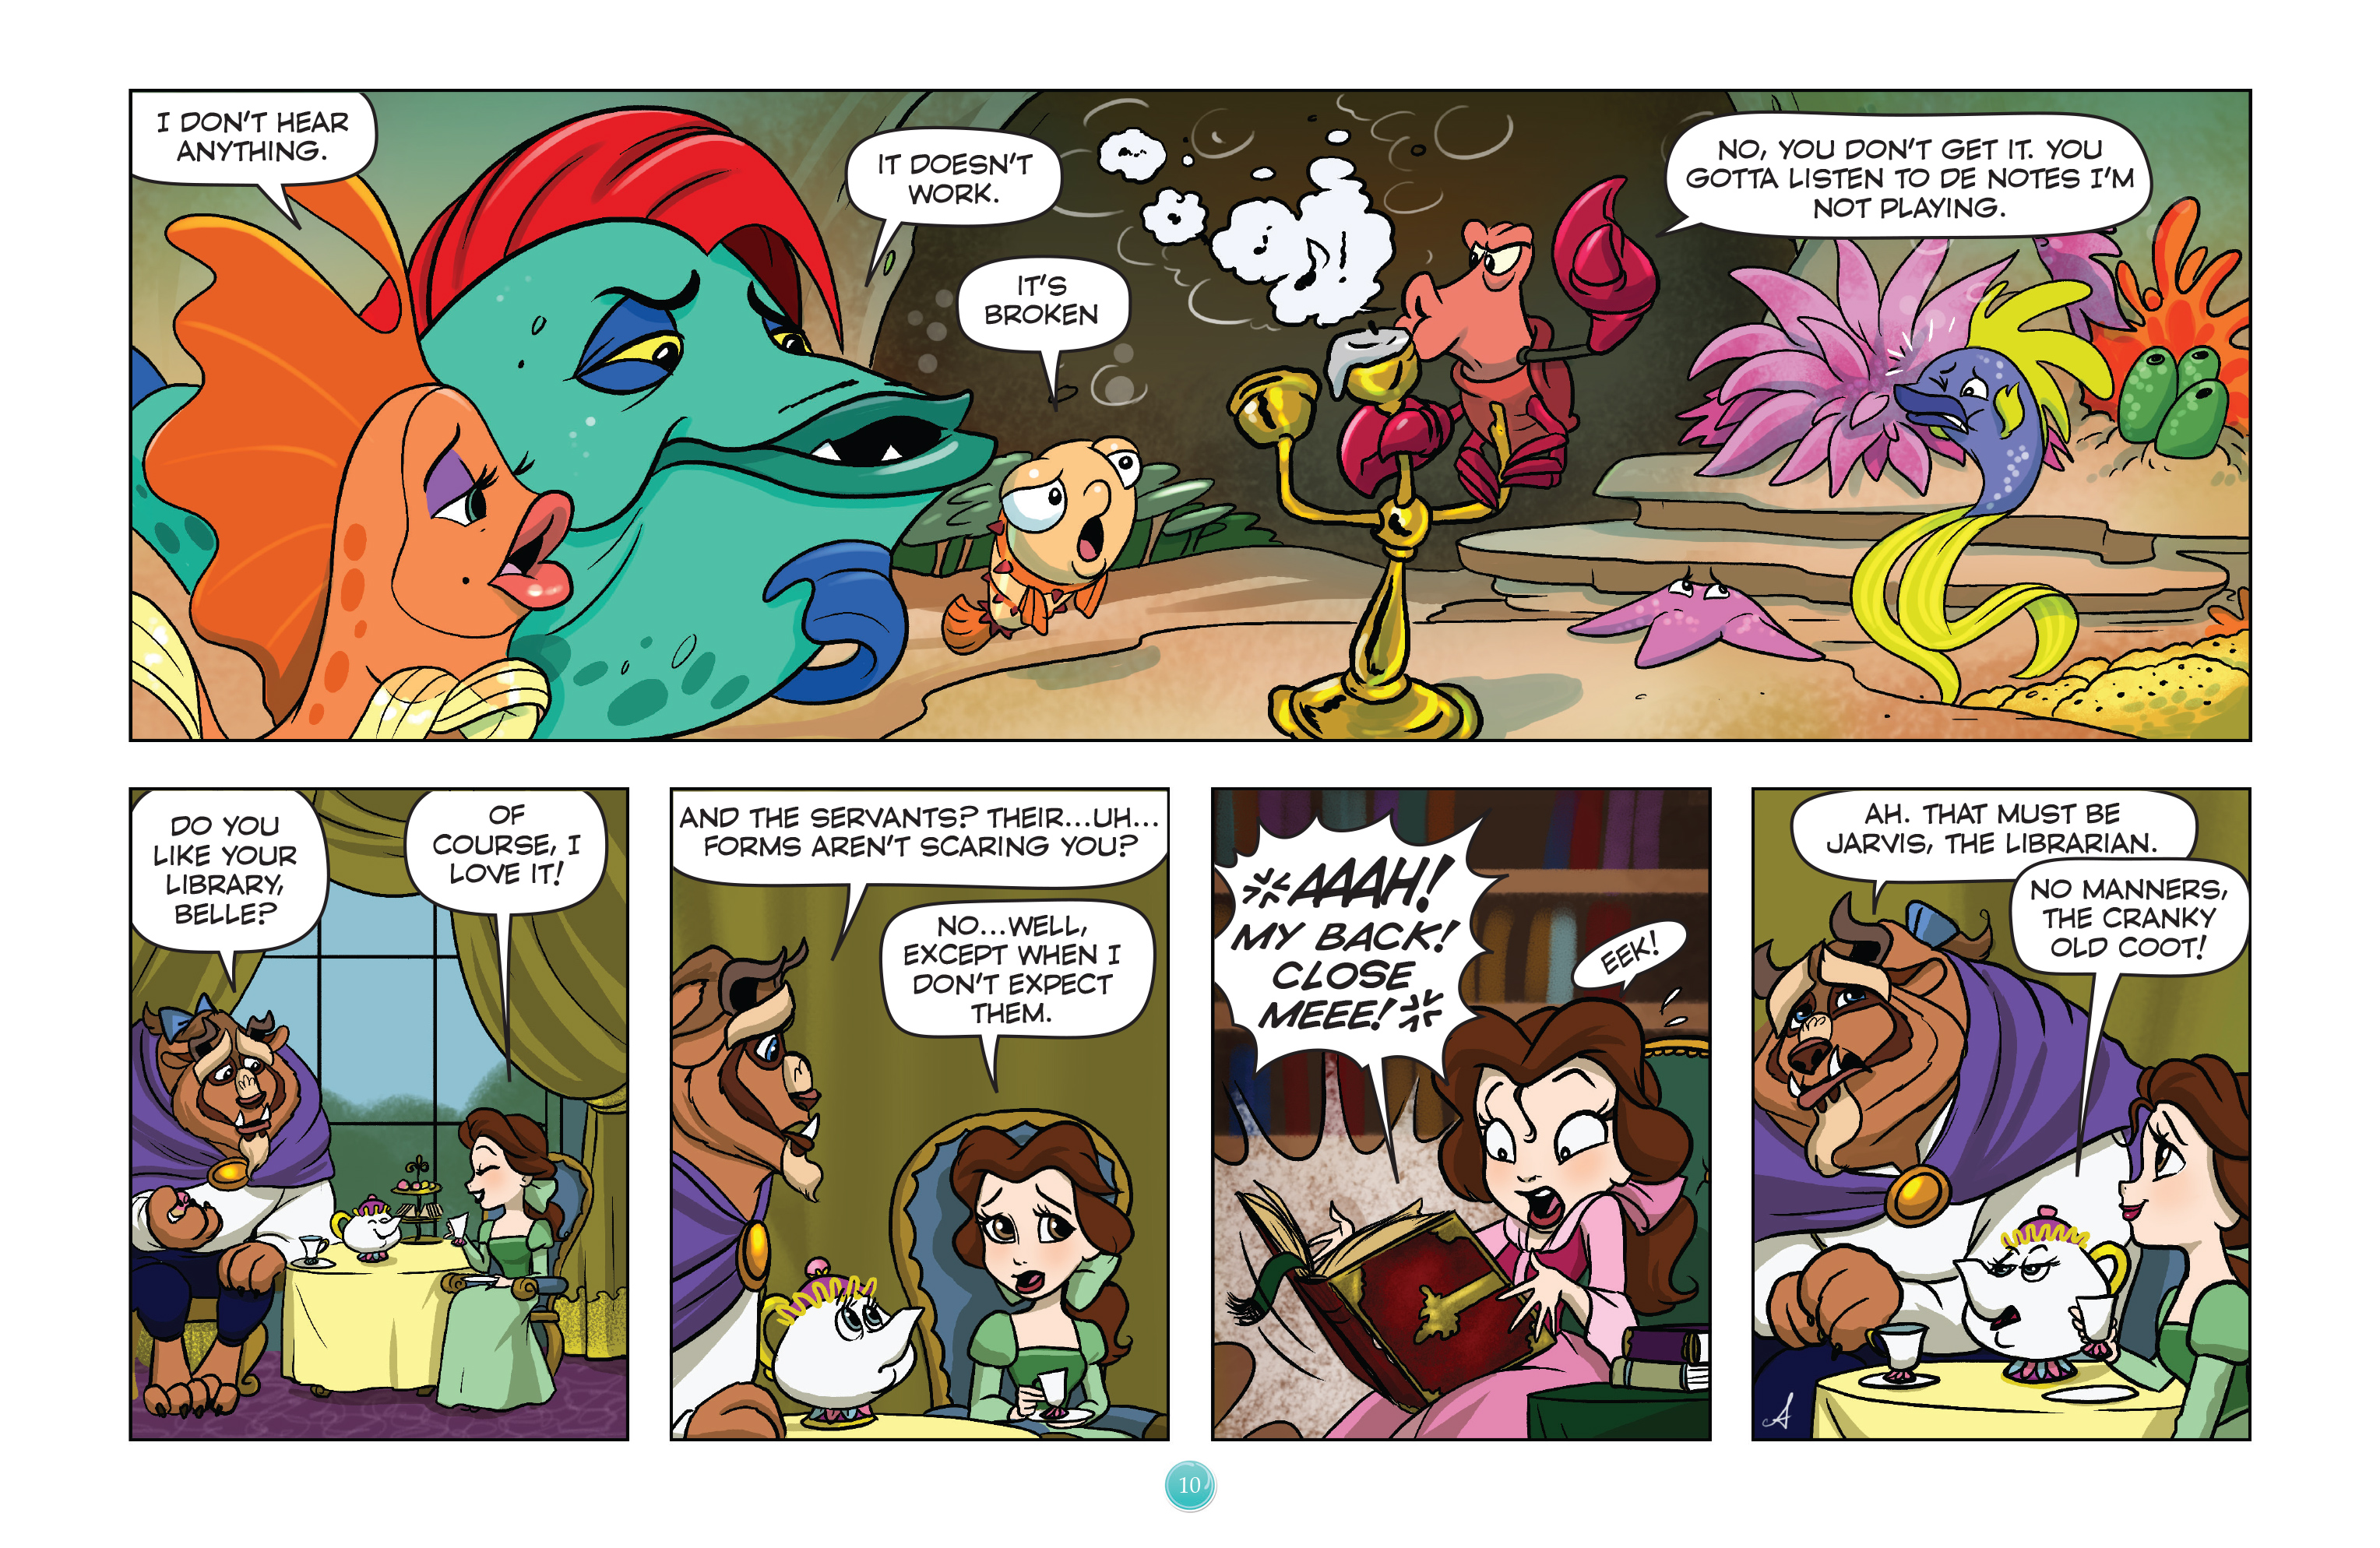 I DON'T HEAR
ANYTHING.
IT DOESN'T
WORK.
IT'S
BROKEN
NO, YOU DON'T GET IT. YOU
GOTTA LISTEN TO DE NOTES I'M
NOT PLAYING.
DO YOU
LIKE YOUR
LIBRARY,
BELLE?
OF
COURSE, I
LOVE IT!
AND THE SERVANTS? THEIR...UH...
FORMS AREN'T SCARING YOU?
NO...WELL,
EXCEPT WHEN I
DON'T EXPECT
THEM.
AAAH!
MY BACK!
CLOSE
MEEE!
EEK!
AH. THAT MUST BE
JARVIS, THE LIBRARIAN.
NO MANNERS,
THE CRANKY
OLD COOT!
A
10